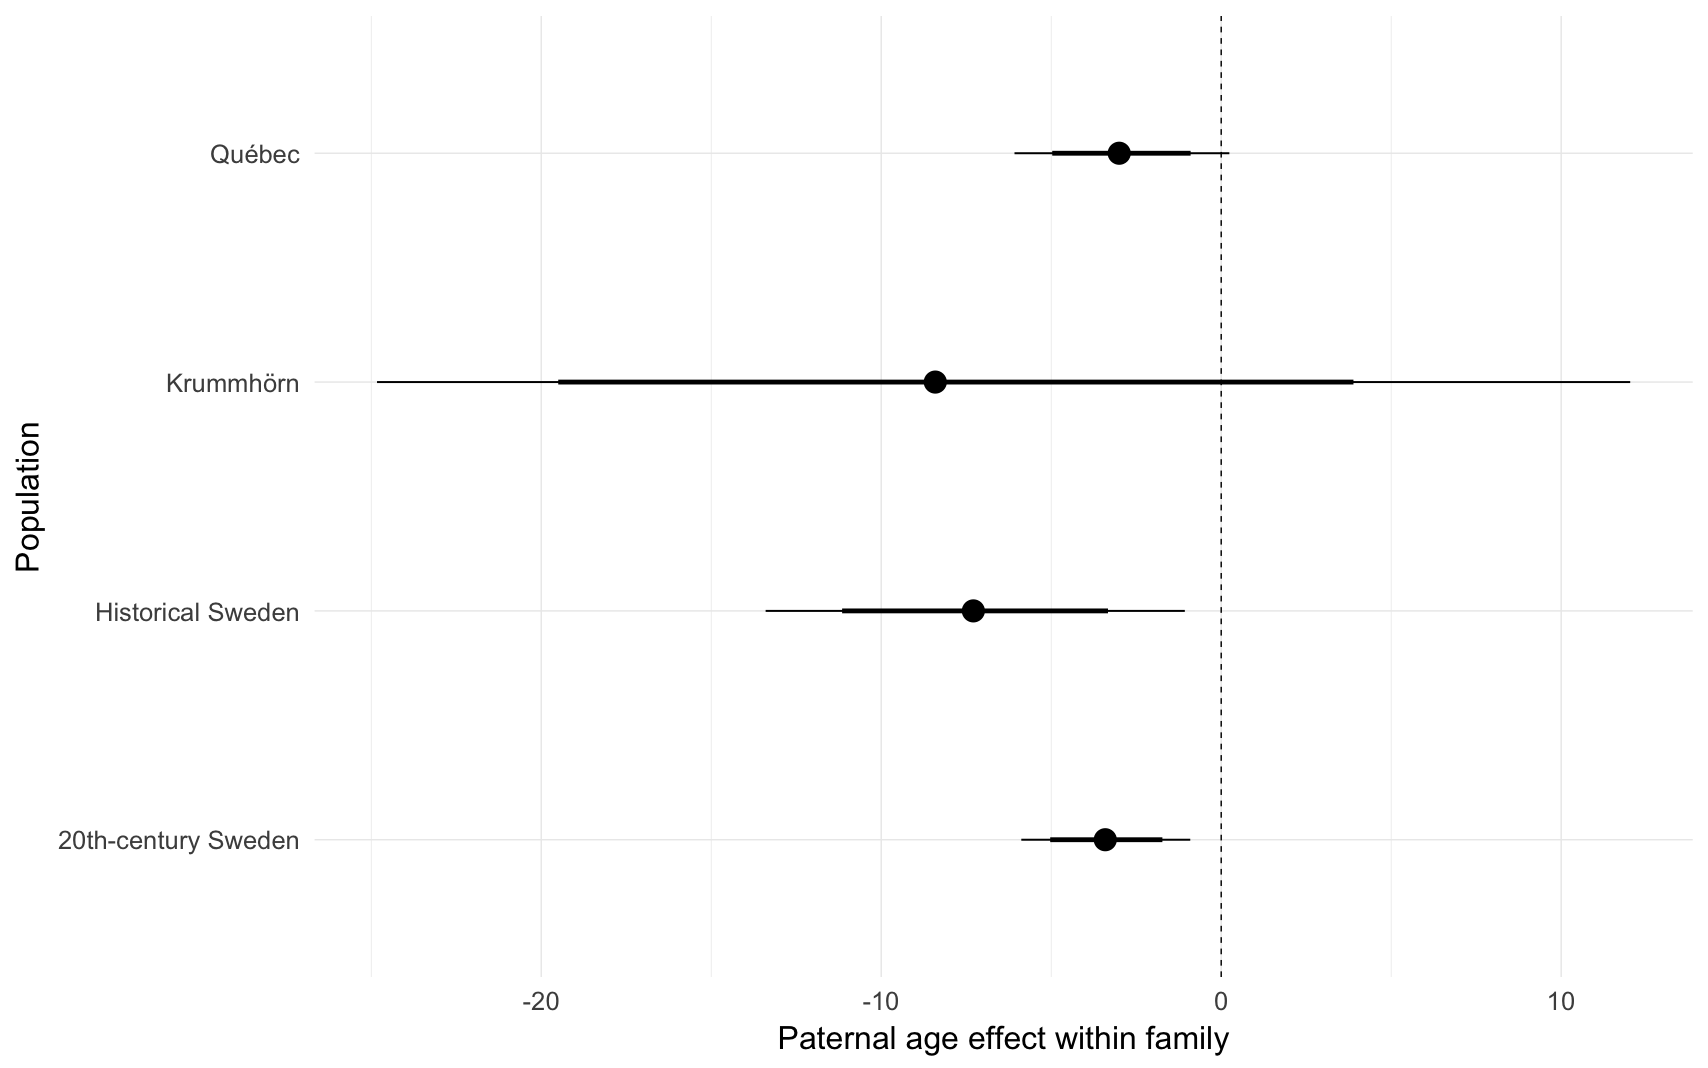 Québec
Krummhörn
Historical Sweden
20th-century Sweden
Population
-20 -10 0 10
Paternal age effect within family